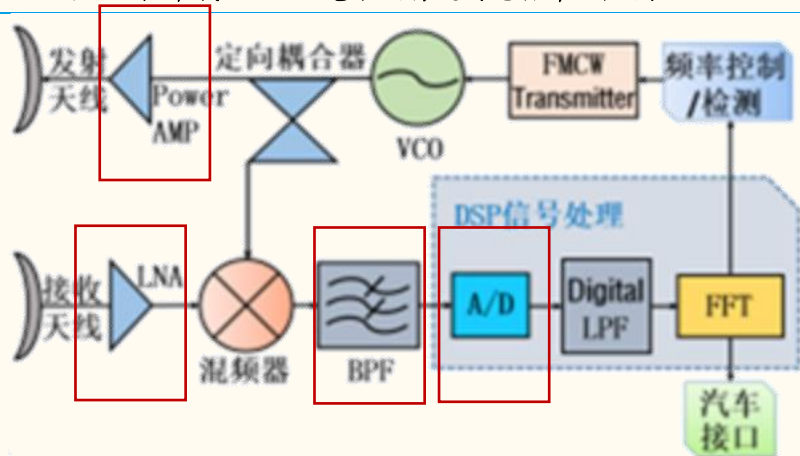 发射
天线
Power
AMP
定向耦合器
VCO
FMCW
Transmitter
频率控制
/检测
DSP信号处理
接收
天线
LNA
混频器
BPF
A/D
Digital
LPF
FFT
汽车
接口